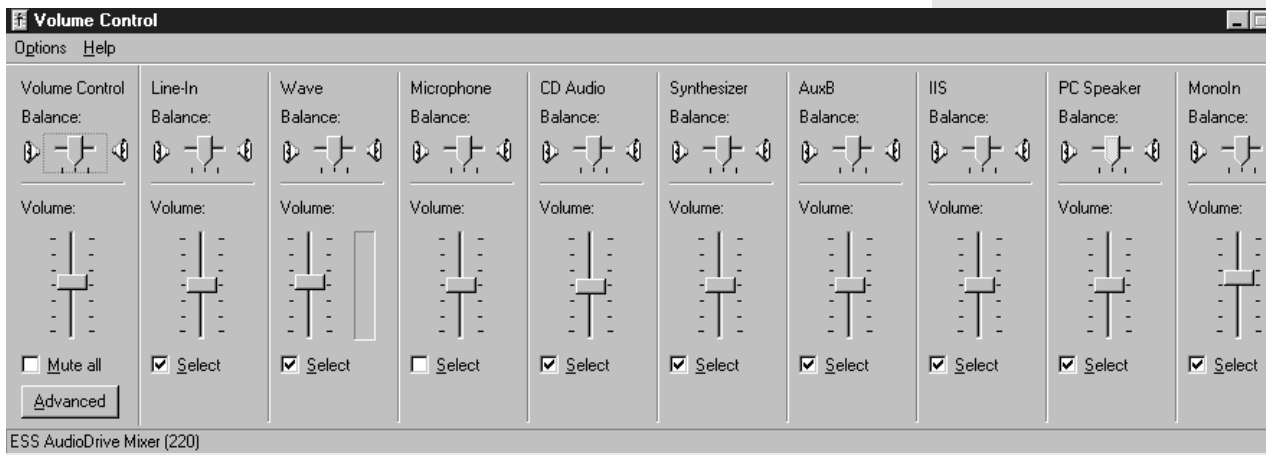 Volume Control
Options Help
Volume Control Line-In Wave Microphone CD Audio Synthesizer AuxB IIS PC Speaker MonoIn
Balance: Balance: Balance: Balance: Balance: Balance: Balance: Balance: Balance: Balance:
Volume: Volume: Volume: Volume: Volume: Volume: Volume: Volume: Volume: Volume:
Mute all Select Select Select Select Select Select Select Select Select
Advanced
ESS AudioDrive Mixer (220)